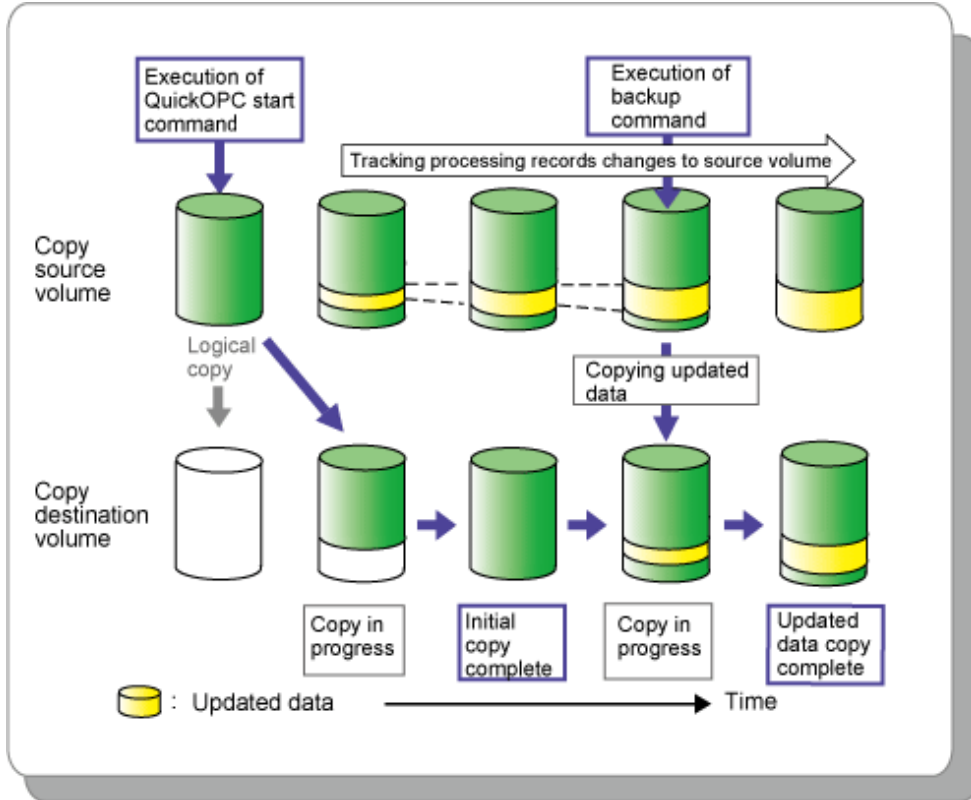 Execution of
QuickOPC start
command
Execution of
backup
command
Tracking processing records changes to source volume
Copy
source
volume
Logical
copy
Copying updated
data
Copy
destination
volume
Copy in
progress
Initial
copy
complete
Copy in
progress
Updated
data copy
complete
: Updated data
Time